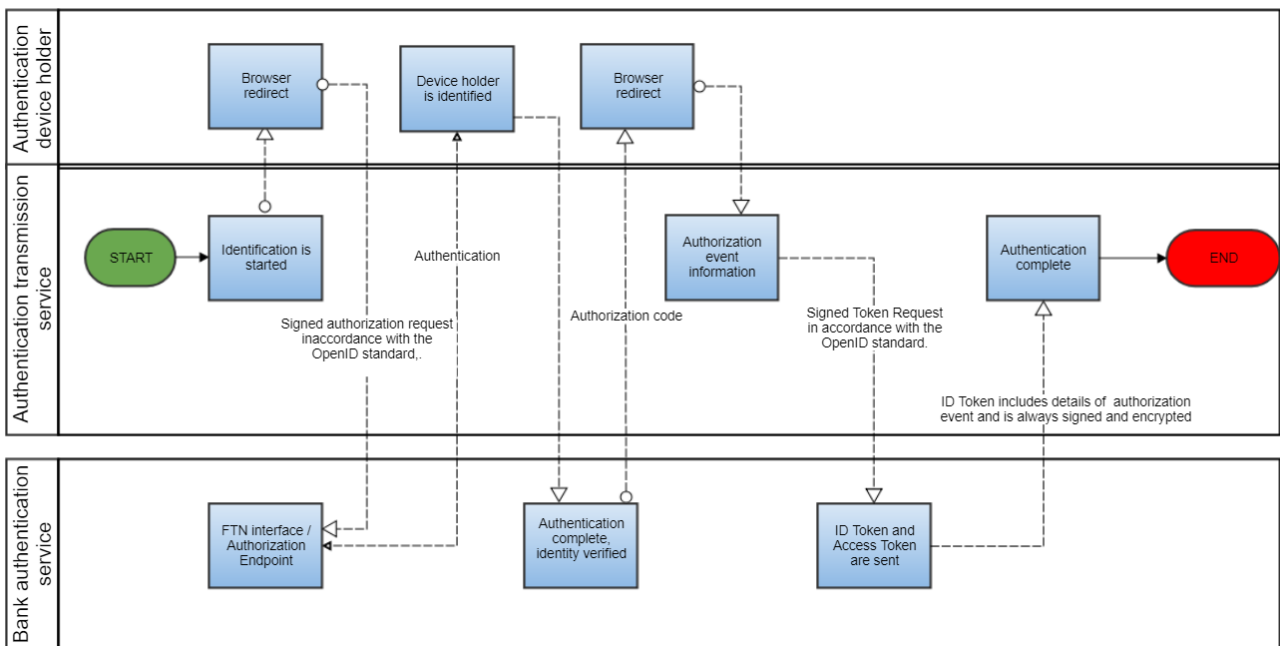 Authentication
device holder
Browser
redirect
Device holder
is identified
Browser
redirect
Authentication transmission
service
START
Identification is
started
Authentication
Signed authorization request
inaccordance with the
OpenID standard,.
Authorization code
Authorization
event
information
Signed Token Request
in accordance with the
OpenID standard.
Authentication
complete
END
ID Token includes details of  authorization
event and is always signed and encrypted
Bank authentication
service
FTN interface /
Authorization
Endpoint
Authentication
complete,
identity verified
ID Token and
Access Token
are sent